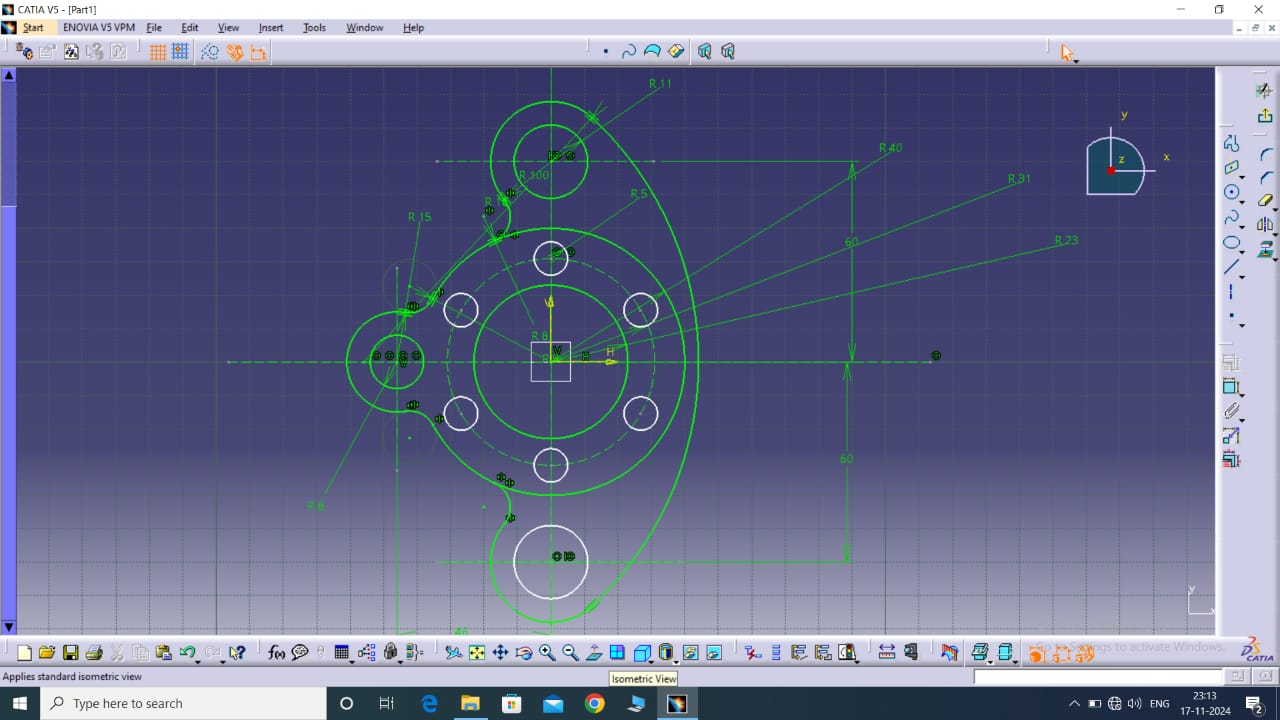 CATIA V5 - [Part1]
Start ENOVIA V5 VPM File Edit View Insert Tools Window Help
R 11
y
R 40
x
z
R 100
R 31
R 5
R 15
R 23
60
R 8
V
V
H
H
60
R 8
y
x
46
f(x)
Go to Settings to activate Windows.
CATIA
Applies standard isometric view
Isometric View
Type here to search
ENG
23:13
17-11-2024
2